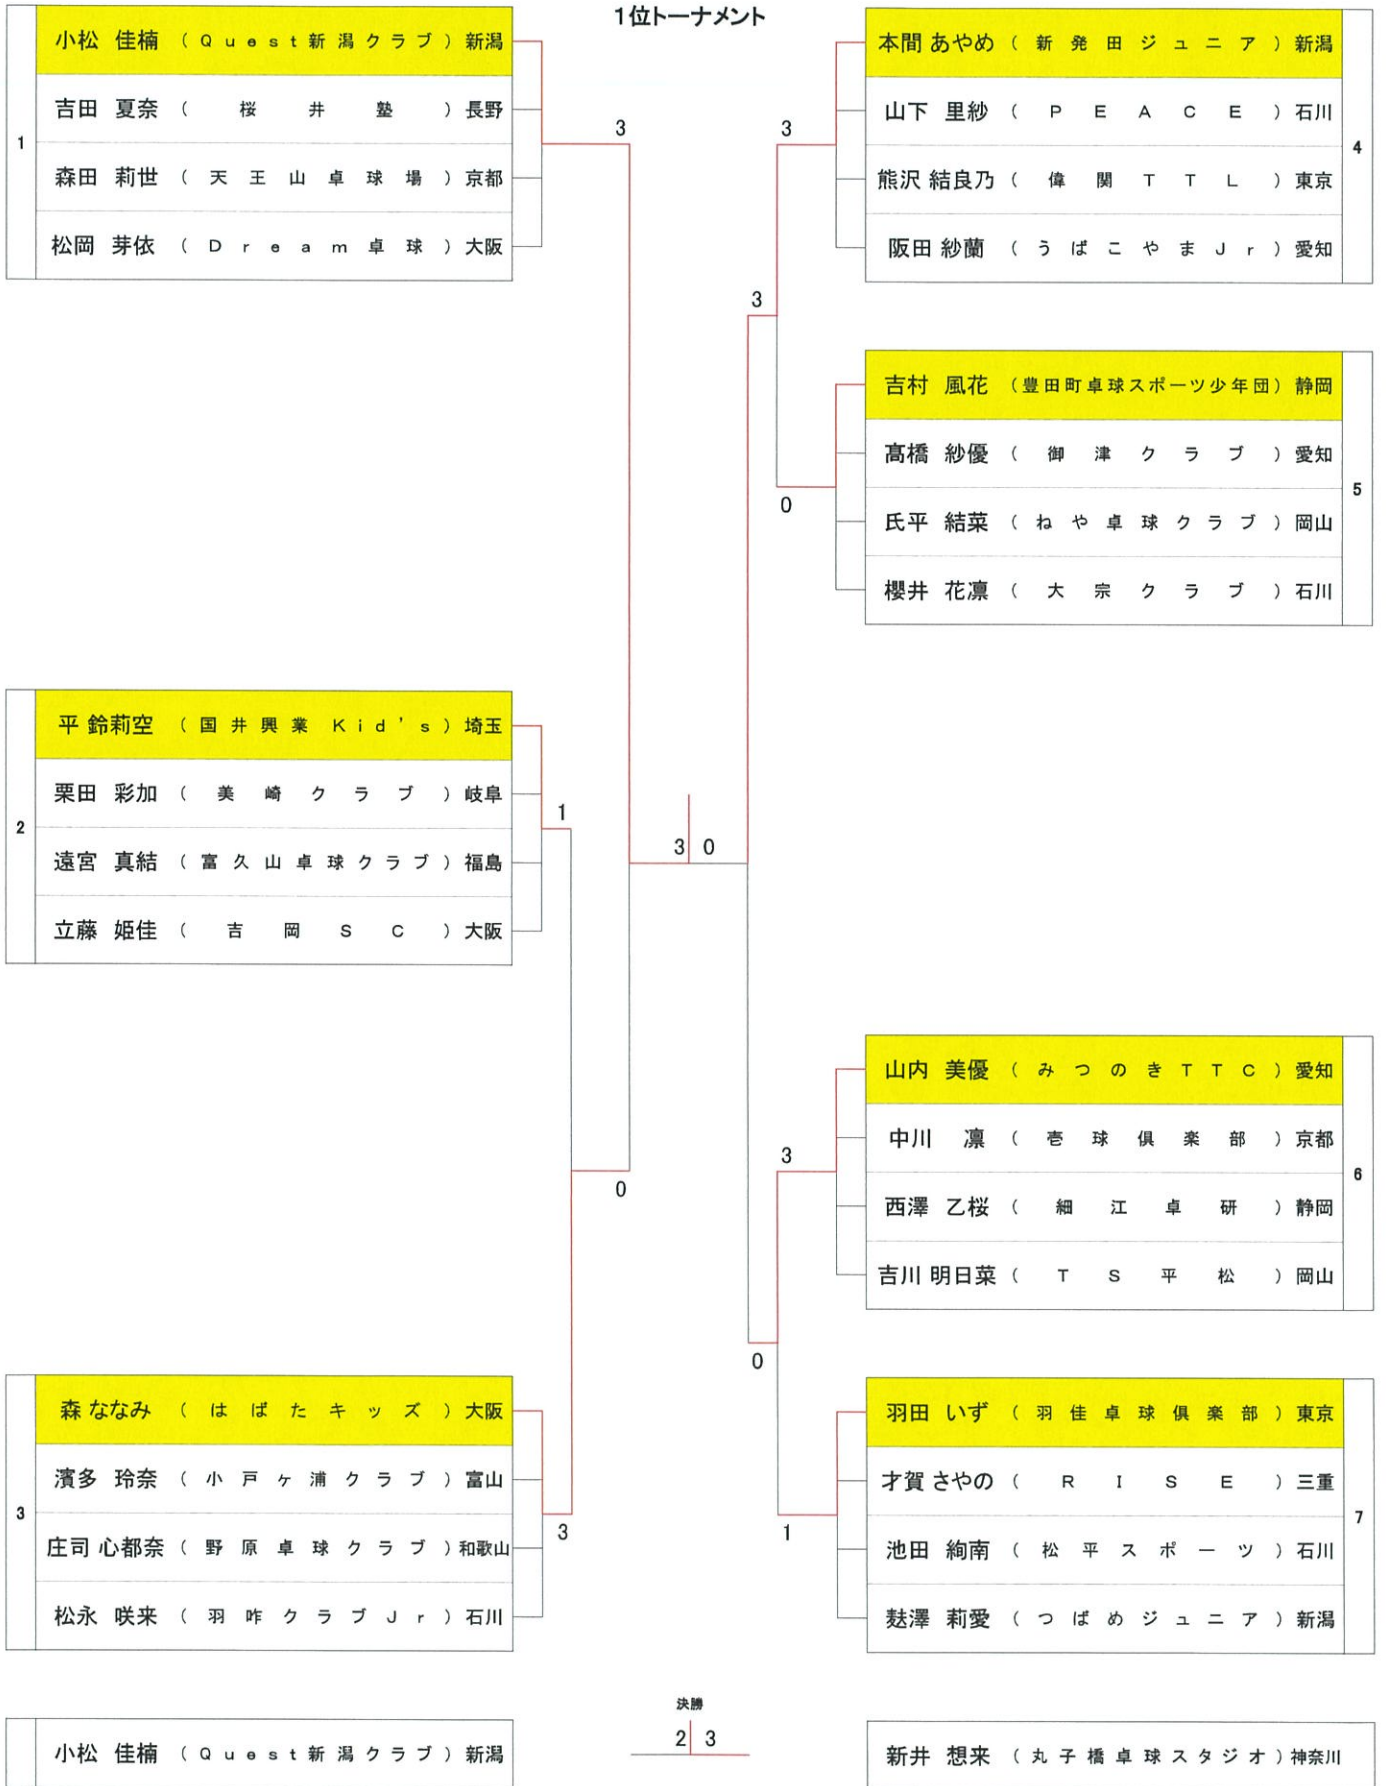 1位トーナメント
1
小松 佳楠 (Quest新潟クラブ) 新潟
吉田 夏奈 (桜井塾) 長野
森田 莉世 (天王山卓球場) 京都
松岡 芽依 (Dream卓球) 大阪
3
2
平 鈴莉空 (国井興業Kid's) 埼玉
栗田 彩加 (美崎クラブ) 岐阜
遠宮 真結 (富久山卓球クラブ) 福島
立藤 姫佳 (吉岡SC) 大阪
1
3
森 ななみ (はばたキッズ) 大阪
濱多 玲奈 (小戸ヶ浦クラブ) 富山
庄司 心都奈 (野原卓球クラブ) 和歌山
松永 咲来 (羽咋クラブJr) 石川
3
0
3 0
本間 あやめ (新発田ジュニア) 新潟
山下 里紗 (PEACE) 石川
熊沢 結良乃 (偉関TTL) 東京
阪田 紗蘭 (うばこやまJr) 愛知
4
3
3
吉村 風花 (豊田町卓球スポーツ少年団) 静岡
髙橋 紗優 (御津クラブ) 愛知
氏平 結菜 (ねや卓球クラブ) 岡山
櫻井 花凛 (大宗クラブ) 石川
5
0
山内 美優 (みつのきTTC) 愛知
中川 凛 (壱球倶楽部) 京都
西澤 乙桜 (細江卓研) 静岡
吉川 明日菜 (TS平松) 岡山
6
3
0
羽田 いず (羽佳卓球倶楽部) 東京
才賀 さやの (RISE) 三重
池田 絢南 (松平スポーツ) 石川
麸澤 莉愛 (つばめジュニア) 新潟
7
1
決勝
小松 佳楠 (Quest新潟クラブ) 新潟
2 3
新井 想来 (丸子橋卓球スタジオ) 神奈川